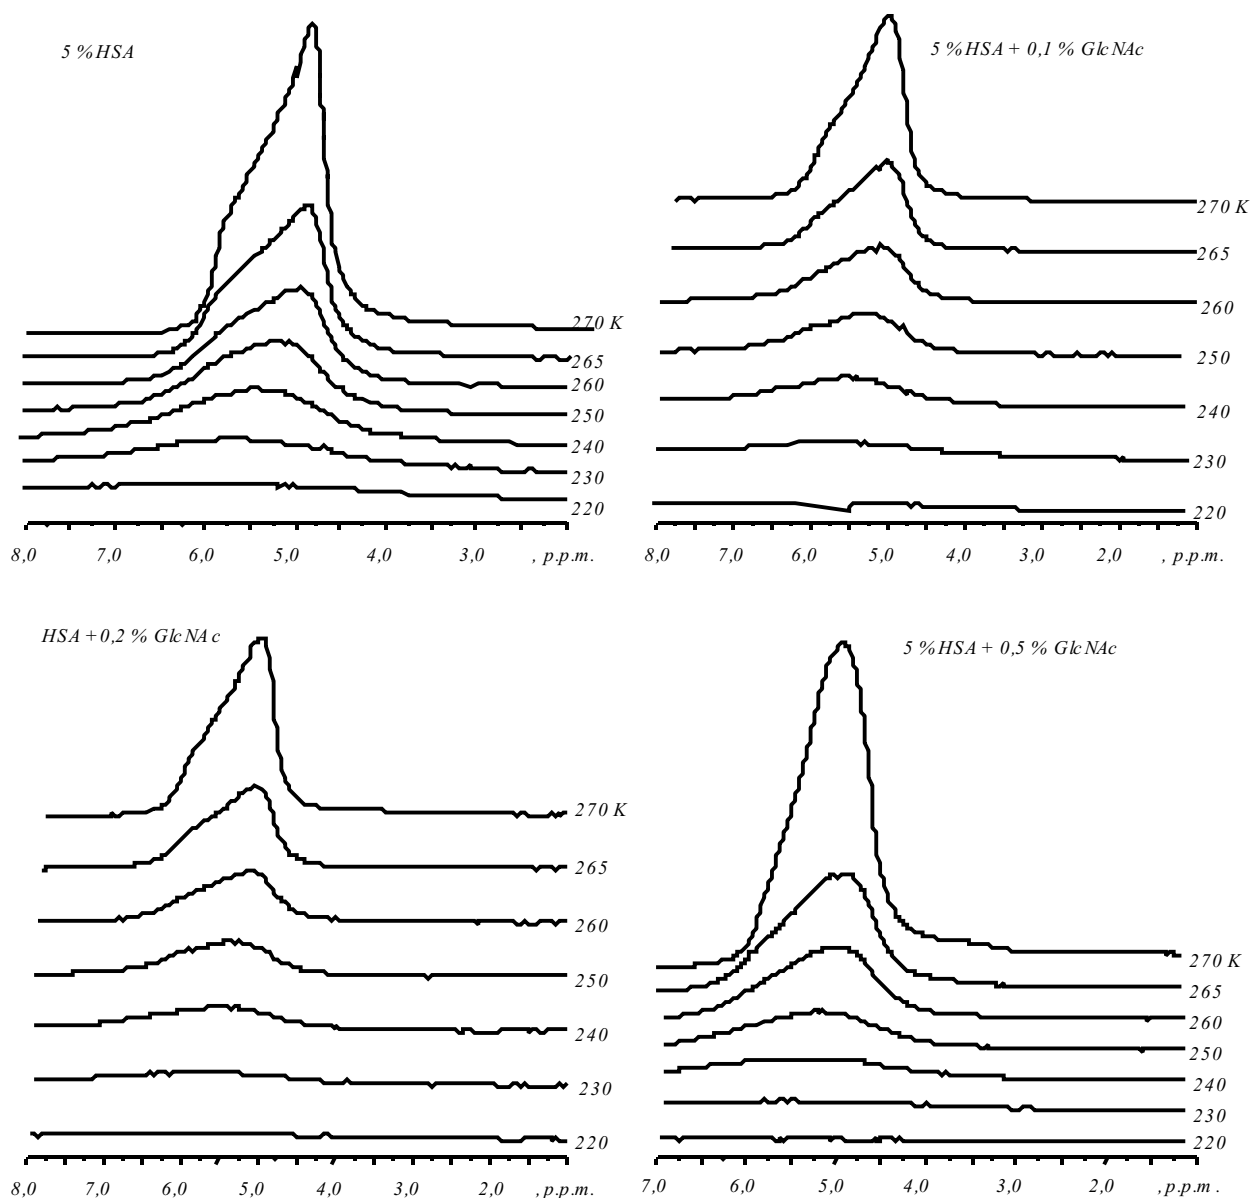 5 % HSA
270 K
265
260
250
240
230
220
8,0 7,0 6,0 5,0 4,0 3,0 , p.p.m.
5 % HSA + 0,1 % GlcNAc
270 K
265
260
250
240
230
220
8,0 7,0 6,0 5,0 4,0 3,0 2,0 , p.p.m.
HSA + 0,2 % GlcNAc
270 K
265
260
250
240
230
220
8,0 7,0 6,0 5,0 4,0 3,0 2,0 , p.p.m.
5 % HSA + 0,5 % GlcNAc
270 K
265
260
250
240
230
220
7,0 6,0 5,0 4,0 3,0 2,0 , p.p.m.